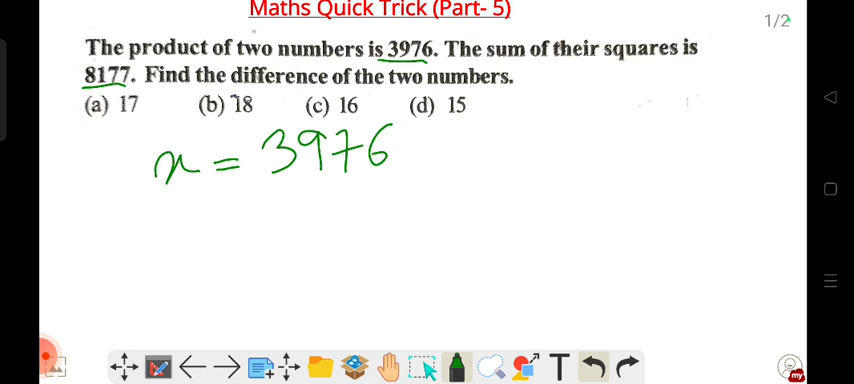 Maths Quick Trick (Part- 5)
1/2
The product of two numbers is 3976. The sum of their squares is
8177. Find the difference of the two numbers.
(a) 17 (b) 18 (c) 16 (d) 15
x = 3976
T
my